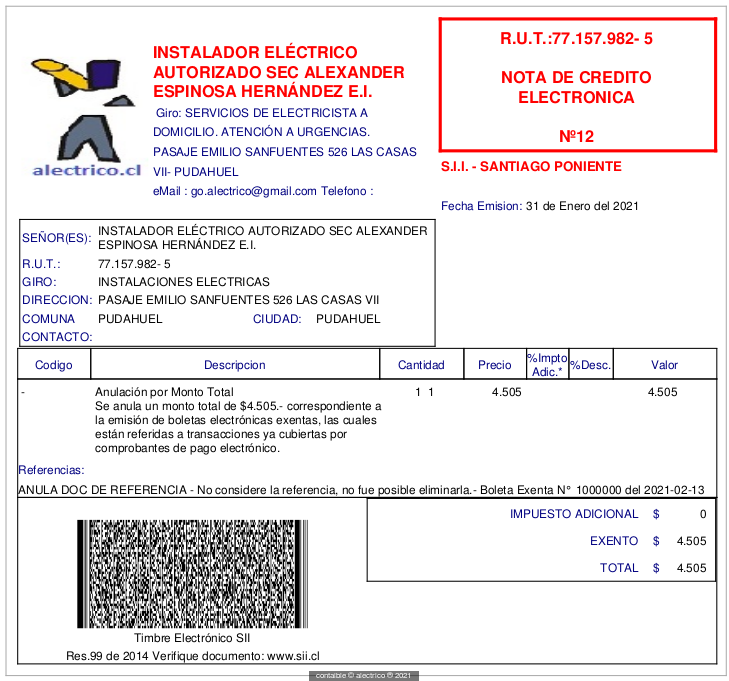 alectrico.cl
INSTALADOR ELÉCTRICO
AUTORIZADO SEC ALEXANDER
ESPINOSA HERNÁNDEZ E.I.
Giro: SERVICIOS DE ELECTRICISTA A
DOMICILIO. ATENCIÓN A URGENCIAS.
PASAJE EMILIO SANFUENTES 526 LAS CASAS
VII- PUDAHUEL
eMail : go.alectrico@gmail.com Telefono :
R.U.T.:77.157.982- 5
NOTA DE CREDITO
ELECTRONICA
Nº12
S.I.I. - SANTIAGO PONIENTE
Fecha Emision: 31 de Enero del 2021
SEÑOR(ES): INSTALADOR ELÉCTRICO AUTORIZADO SEC ALEXANDER
ESPINOSA HERNÁNDEZ E.I.
R.U.T.: 77.157.982- 5
GIRO: INSTALACIONES ELECTRICAS
DIRECCION: PASAJE EMILIO SANFUENTES 526 LAS CASAS VII
COMUNA PUDAHUEL CIUDAD: PUDAHUEL
CONTACTO:
Codigo Descripcion Cantidad Precio %Impto Adic.* %Desc. Valor
- Anulación por Monto Total 1 1 4.505 4.505
Se anula un monto total de $4.505.- correspondiente a
la emisión de boletas electrónicas exentas, las cuales
están referidas a transacciones ya cubiertas por
comprobantes de pago electrónico.
Referencias:
ANULA DOC DE REFERENCIA - No considere la referencia, no fue posible eliminarla.- Boleta Exenta N° 1000000 del 2021-02-13
IMPUESTO ADICIONAL $ 0
EXENTO $ 4.505
TOTAL $ 4.505
Timbre Electrónico SII
Res.99 de 2014 Verifique documento: www.sii.cl
contaible © alectrico ® 2021